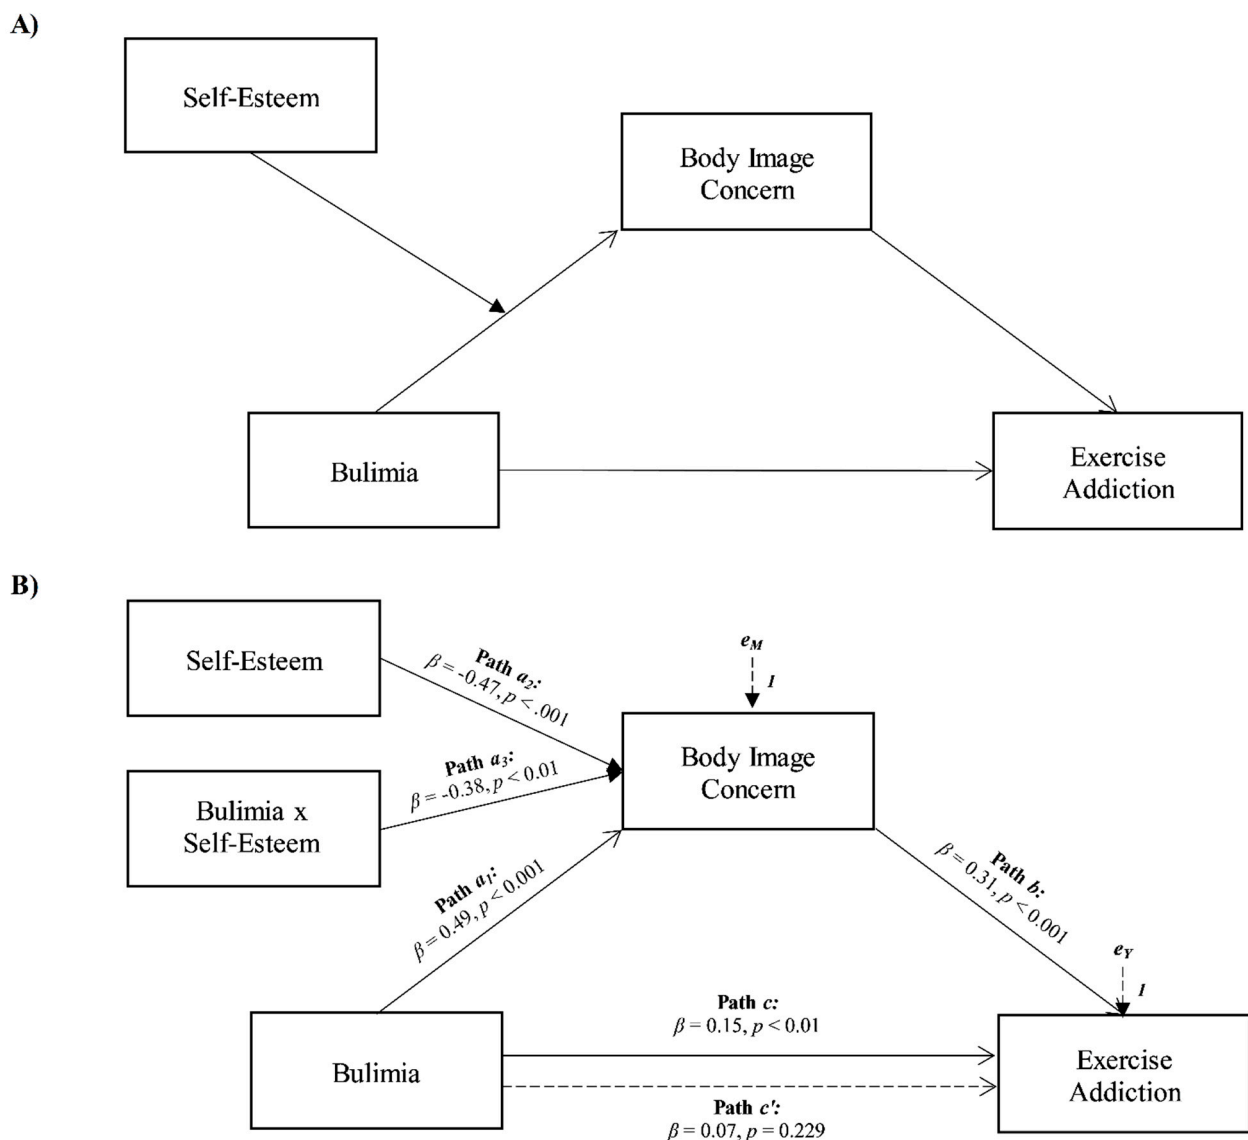 A)
Self-Esteem
Body Image
Concern
Bulimia
Exercise
Addiction
B)
Self-Esteem
Path a₂:
β = -0.47, p < .001
e_M
1
Bulimia x
Self-Esteem
Path a₃:
β = -0.38, p < 0.01
Body Image
Concern
Path a₁:
β = 0.49, p < 0.001
Path b:
β = 0.31, p < 0.001
e_Y
1
Bulimia
Path c:
β = 0.15, p < 0.01
Path c':
β = 0.07, p = 0.229
Exercise
Addiction